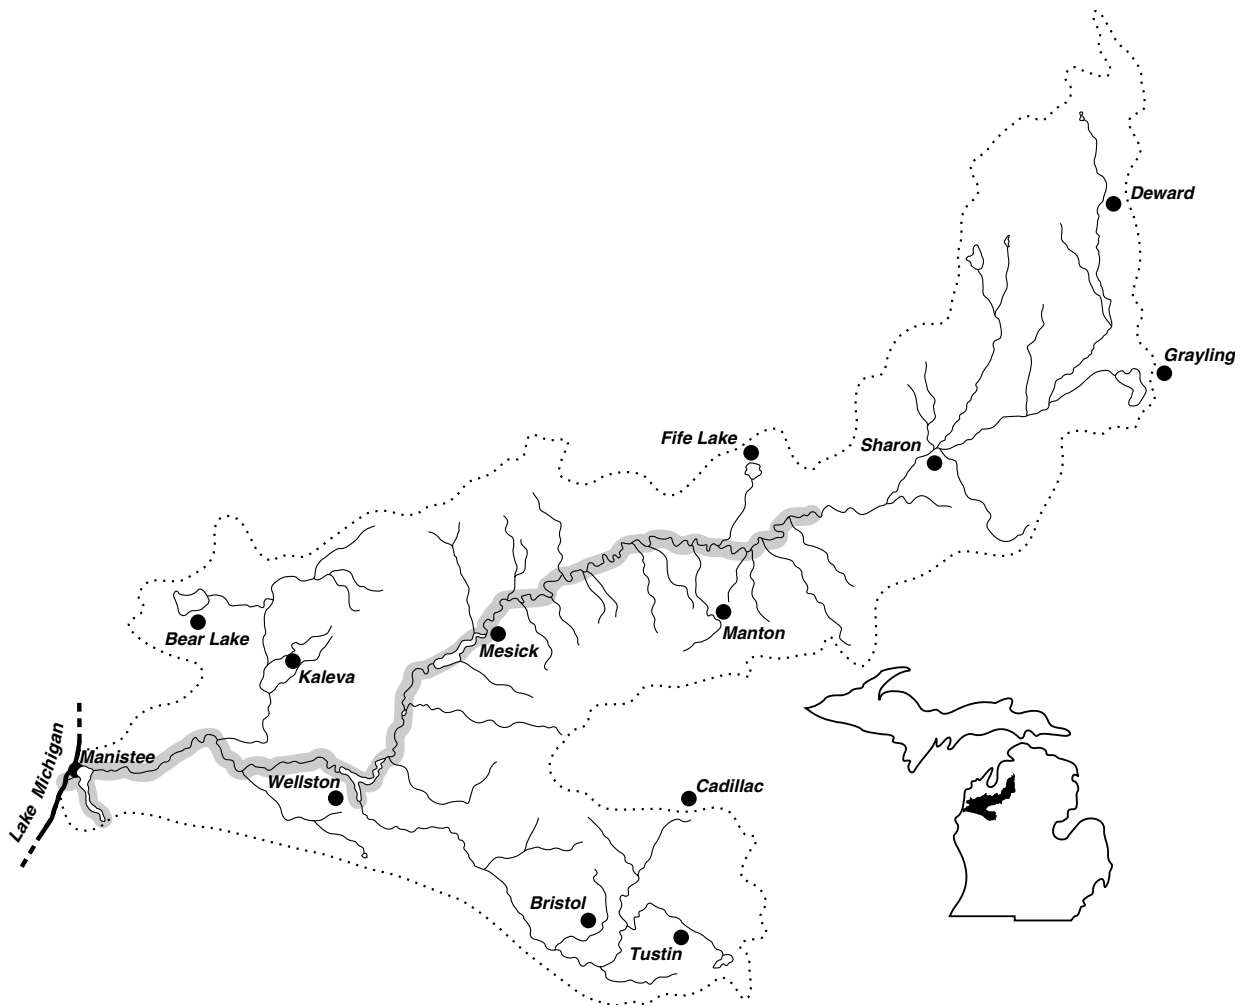 Deward
Grayling
Fife Lake
Sharon
Bear Lake
Manton
Mesick
Kaleva
Lake Michigan
Manistee
Wellston
Cadillac
Bristol
Tustin